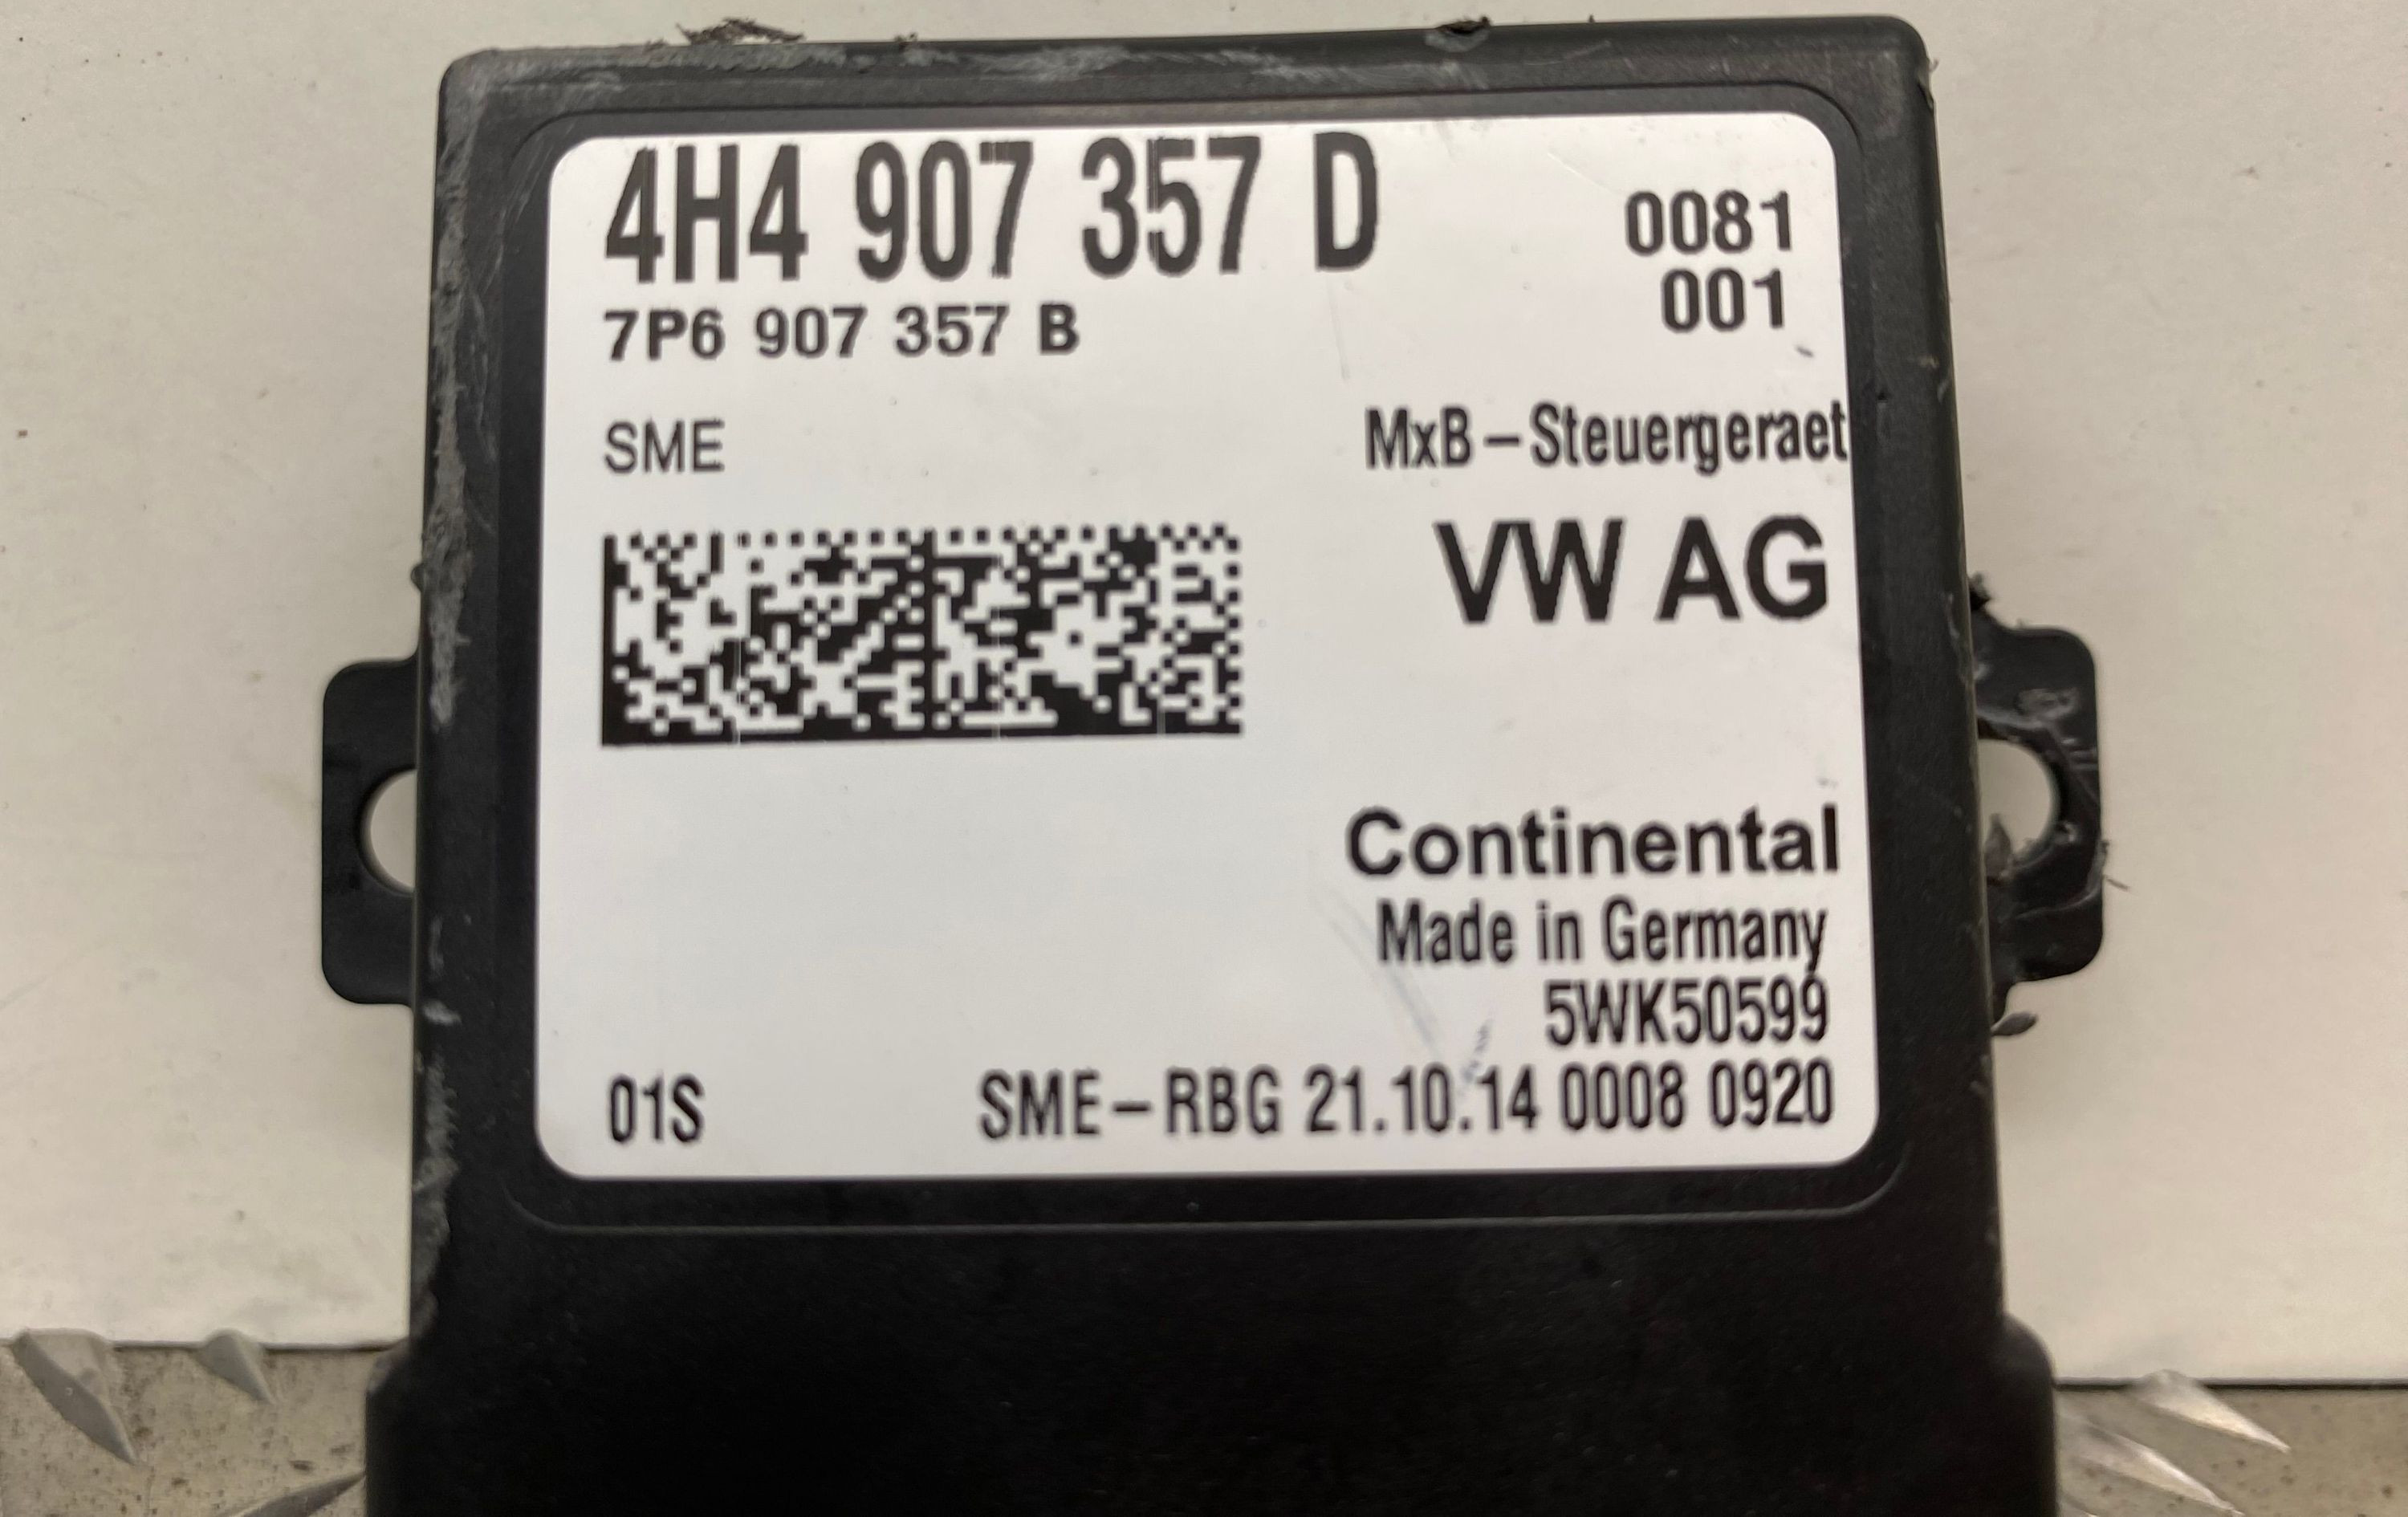 4H4 907 357 D
0081
7P6 907 357 B
001
SME
MxB-Steuergeraet
VW AG
Continental
Made in Germany
5WK50599
01S
SME-RBG 21.10.14 0008 0920